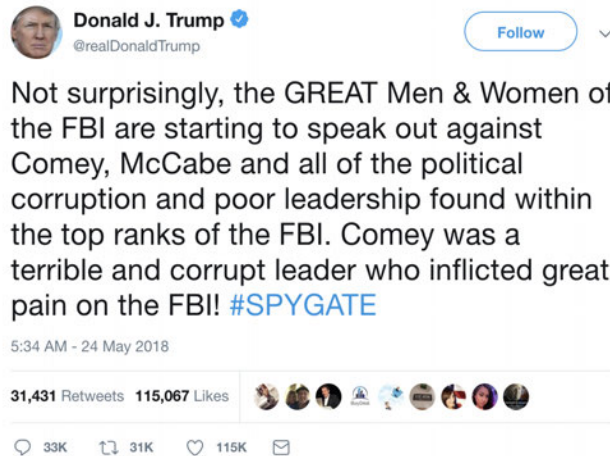 Donald J. Trump
@realDonaldTrump
Follow
Not surprisingly, the GREAT Men & Women of
the FBI are starting to speak out against
Comey, McCabe and all of the political
corruption and poor leadership found within
the top ranks of the FBI. Comey was a
terrible and corrupt leader who inflicted great
pain on the FBI! #SPYGATE
5:34 AM - 24 May 2018
31,431 Retweets 115,067 Likes
33K 31K 115K